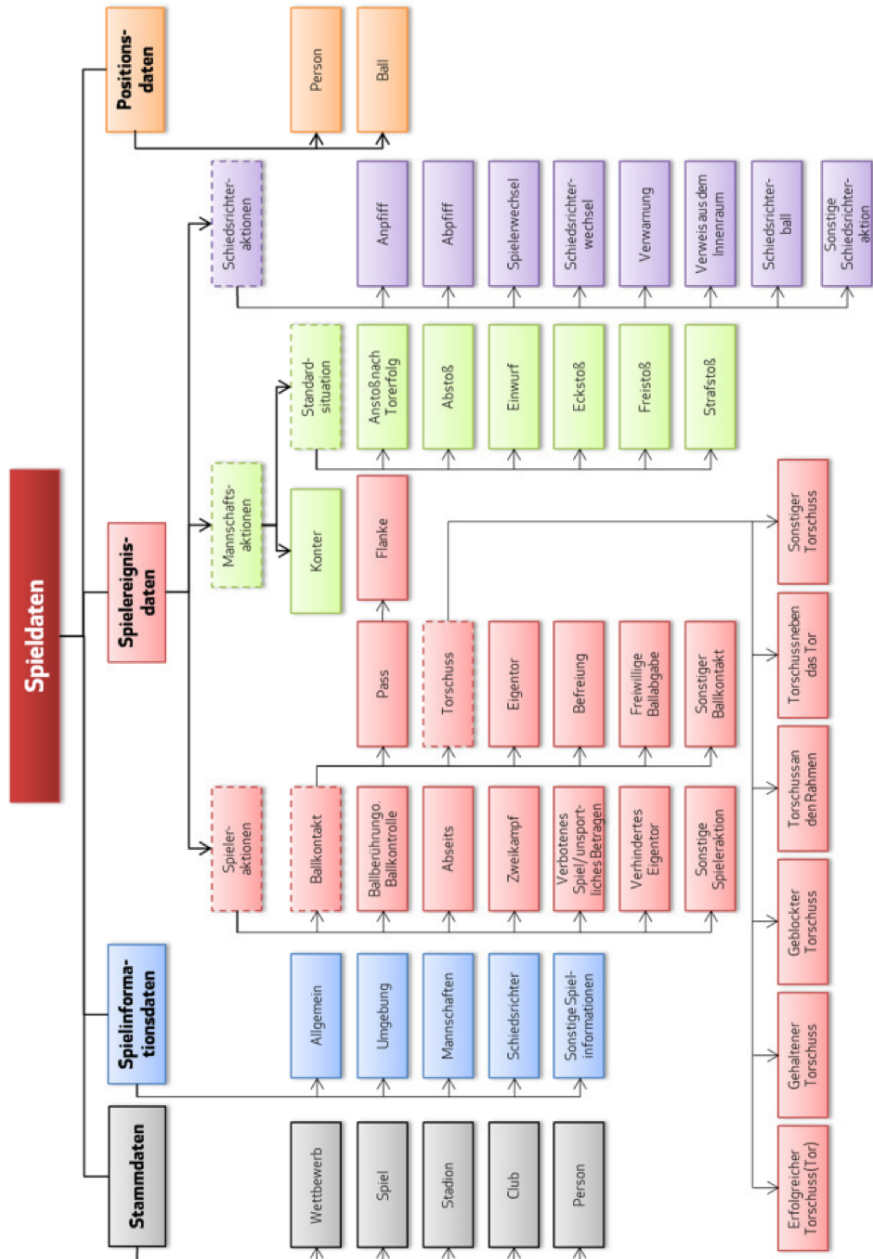 Spieldaten
Stammdaten
Spielinforma-
tionsdaten
Spielereignis-
daten
Positions-
daten
Wettbewerb
Spiel
Stadion
Club
Person
Allgemein
Umgebung
Mannschaften
Schiedsrichter
Sonstige Spiel-
informationen
Spieler-
aktionen
Ballkontakt
Ballberührung o.
Ballkontrolle
Abseits
Zweikampf
Verbotenes
Spiel/unsport-
liches Betragen
Verhindertes
Eigentor
Sonstige
Spieleraktion
Pass
Torschuss
Eigentor
Befreiung
Freiwillige
Ballabgabe
Sonstiger
Ballkontakt
Flanke
Erfolgreicher
Torschuss(Tor)
Gehaltener
Torschuss
Geblockter
Torschuss
Torschuss an
den Rahmen
Torschuss neben
das Tor
Sonstiger
Torschuss
Mannschafts-
aktionen
Konter
Standard-
situation
Anstoß nach
Torerfolg
Abstoß
Einwurf
Eckstoß
Freistoß
Strafstoß
Schiedsrichter-
aktionen
Anpfiff
Abpfiff
Spielerwechsel
Schiedsrichter-
wechsel
Verwarnung
Verweis aus dem
Innenraum
Schiedsrichter-
ball
Sonstige
Schiedsrichter-
aktion
Person
Ball